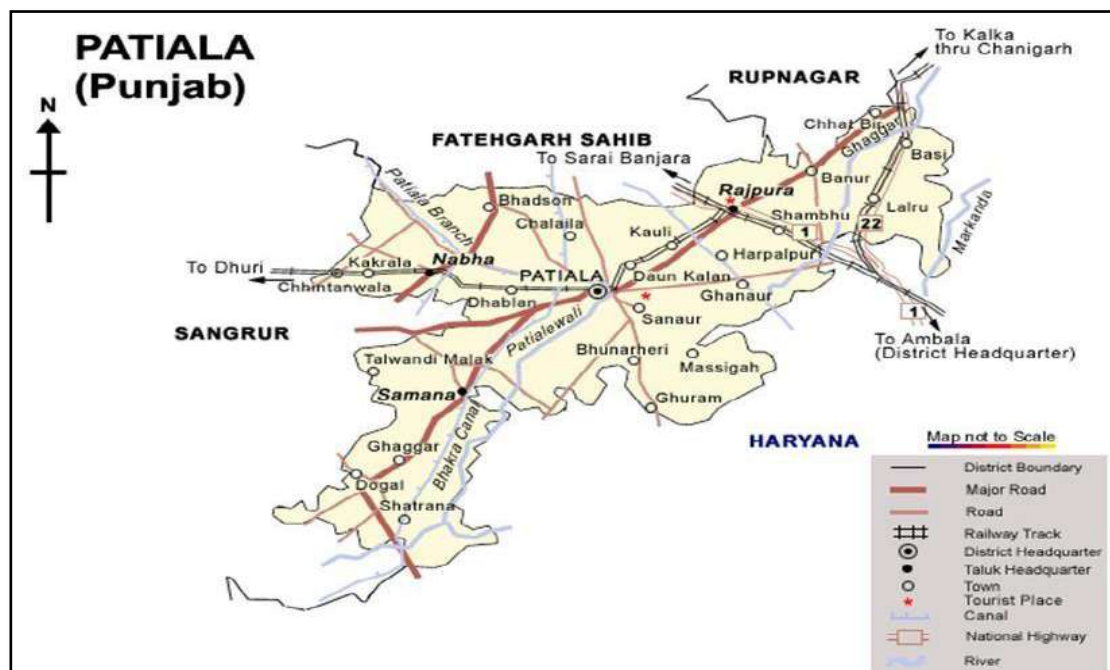 PATIALA
(Punjab)
N
To Kalka
thru Chanigarh
RUPNAGAR
Chhat Bir
Ghaggar
FATEHGARH SAHIB
To Sarai Banjara
Basi
Banur
Patiala Branch
Rajpura
Bhadson
Lalru
Chalaila
Shambhu
1
22
Markanda
Kauli
Harpalpur
To Dhuri
Kakrala
Nabha
PATIALA
Daun Kalan
Chhintanwala
Dhablan
Ghanaur
Sanaur
1
SANGRUR
Patialewali
To Ambala
(District Headquarter)
Talwandi Malak
Bhunarheri
Massigah
Samana
Ghuram
Bhakra Canal
Ghaggar
HARYANA
Map not to Scale
Dogal
Shatrana
District Boundary
Major Road
Road
Railway Track
District Headquarter
Taluk Headquarter
Town
Tourist Place
Canal
National Highway
River